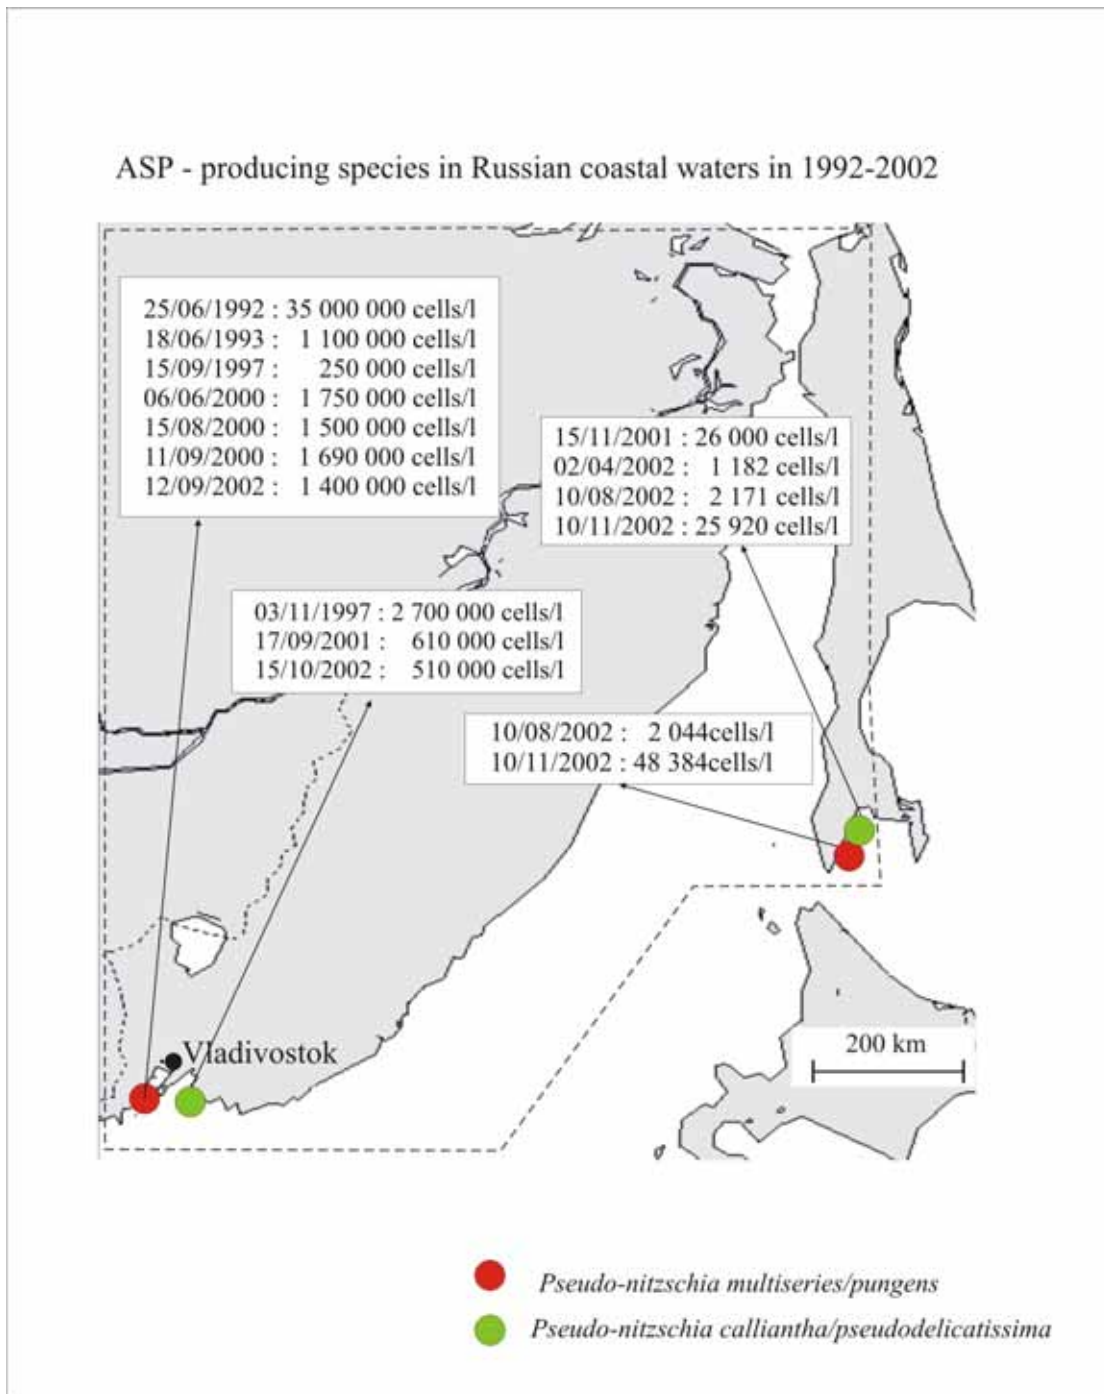 ASP - producing species in Russian coastal waters in 1992-2002
25/06/1992 : 35 000 000 cells/l
18/06/1993 : 1 100 000 cells/l
15/09/1997 : 250 000 cells/l
06/06/2000 : 1 750 000 cells/l
15/08/2000 : 1 500 000 cells/l
11/09/2000 : 1 690 000 cells/l
12/09/2002 : 1 400 000 cells/l
15/11/2001 : 26 000 cells/l
02/04/2002 : 1 182 cells/l
10/08/2002 : 2 171 cells/l
10/11/2002 : 25 920 cells/l
03/11/1997 : 2 700 000 cells/l
17/09/2001 : 610 000 cells/l
15/10/2002 : 510 000 cells/l
10/08/2002 : 2 044cells/l
10/11/2002 : 48 384cells/l
Vladivostok
200 km
Pseudo-nitzschia multiseries/pungens
Pseudo-nitzschia calliantha/pseudodelicatissima